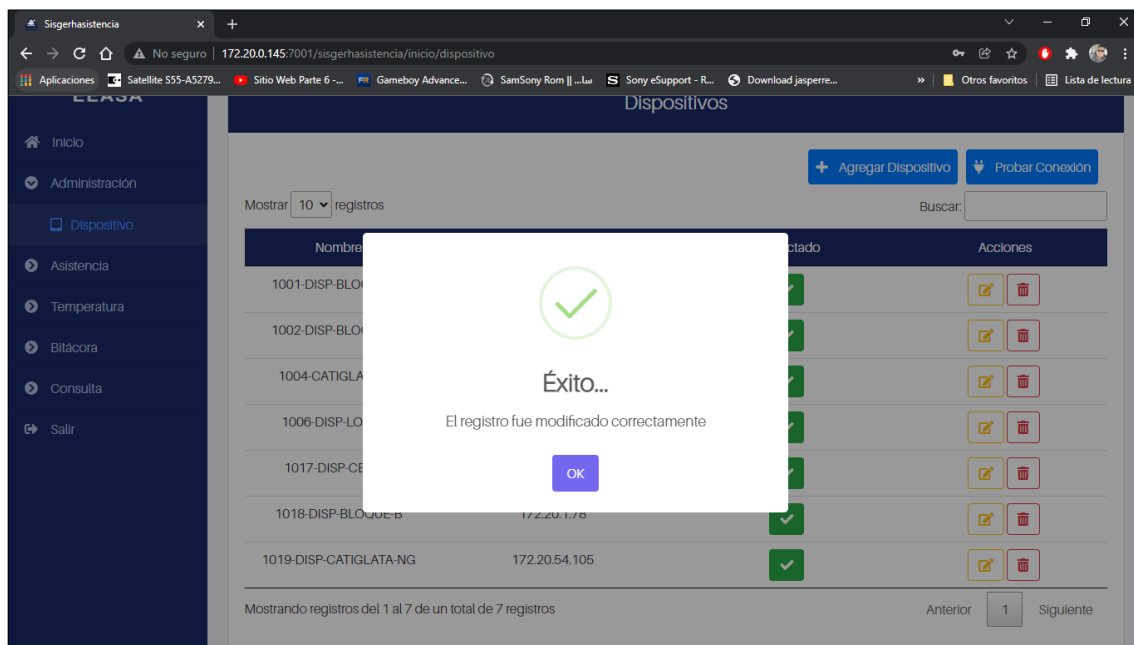 Sisgerhasistencia
No seguro | 172.20.0.145:7001/sisgerhasistencia/inicio/dispositivo
Aplicaciones Satellite S55-A5279... Sitio Web Parte 6 -... Gameboy Advance... SamSony Rom || ... Sony eSupport - R... Download jasperre... » Otros favoritos Lista de lectura
EEASA
Dispositivos
Inicio
Administración
Dispositivo
Asistencia
Temperatura
Bitácora
Consulta
Salir
+ Agregar Dispositivo Probar Conexión
Mostrar 10 registros Buscar:
Nombre ctado Acciones
1001-DISP-BLO
1002-DISP-BLO
1004-CATIGLA
1006-DISP-LO
1017-DISP-CE
1018-DISP-BLOQUE-B 172.20.1.78
1019-DISP-CATIGLATA-NG 172.20.54.105
Mostrando registros del 1 al 7 de un total de 7 registros Anterior 1 Siguiente
Éxito...
El registro fue modificado correctamente
OK